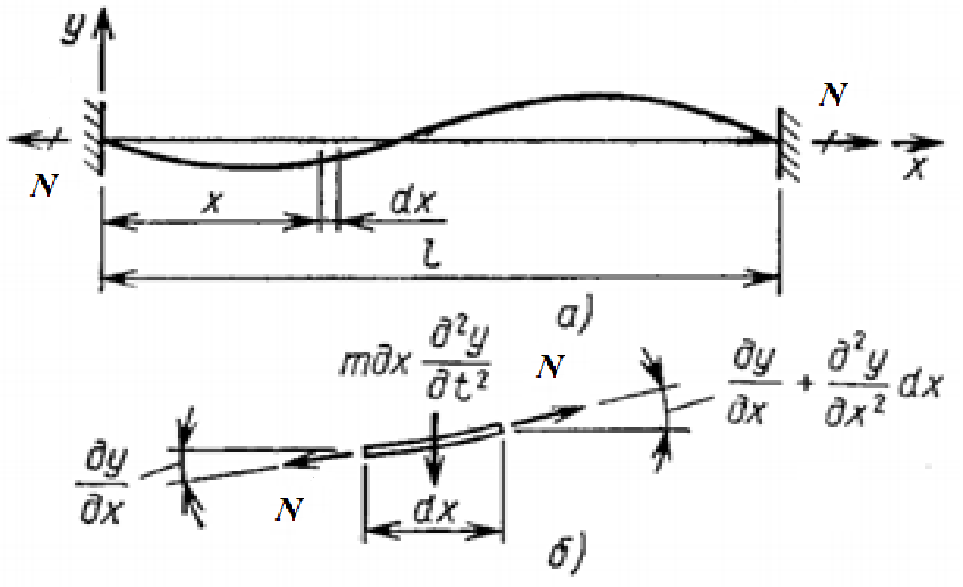 y
N
N
x
x
dx
l
а)
m∂x ∂²y/∂t²
N
∂y/∂x + ∂²y/∂x² dx
∂y/∂x
N
dx
б)